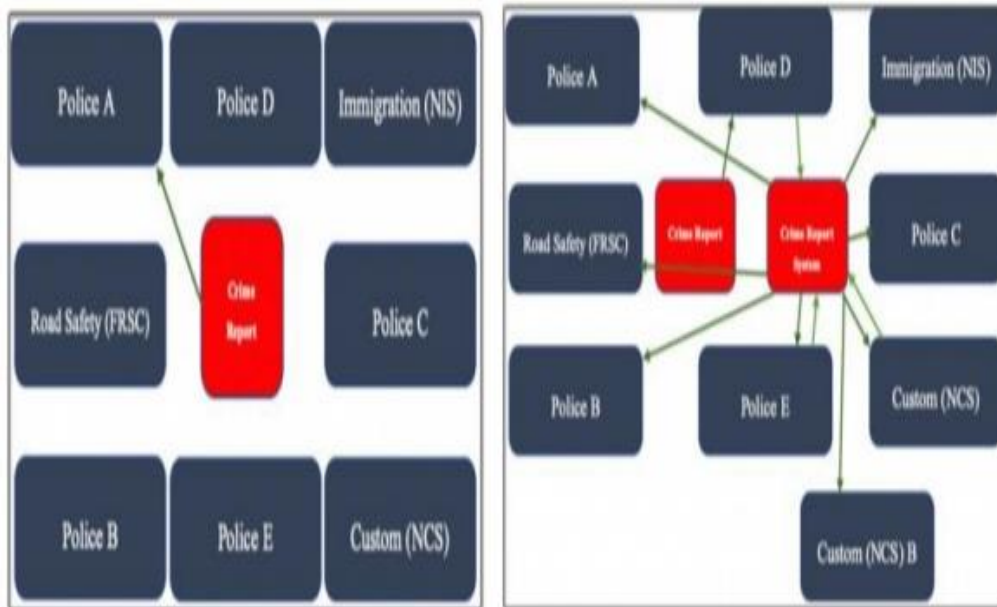 Police A
Police D
Immigration (NIS)
Road Safety (FRSC)
Crime
Report
Police C
Police B
Police E
Custom (NCS)
Police A
Police D
Immigration (NIS)
Road Safety (FRSC)
Crime Report
Crime Report
System
Police C
Police B
Police E
Custom (NCS)
Custom (NCS) B